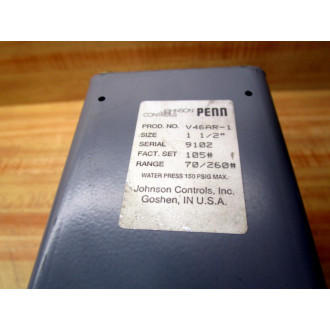 JOHNSON CONTROLS PENN
PROD. NO. V46AR-1
SIZE 1 1/2"
SERIAL 9102
FACT. SET 105#
RANGE 70/260#
WATER PRESS 150 PSIG MAX.
Johnson Controls, Inc.
Goshen, IN U.S.A.